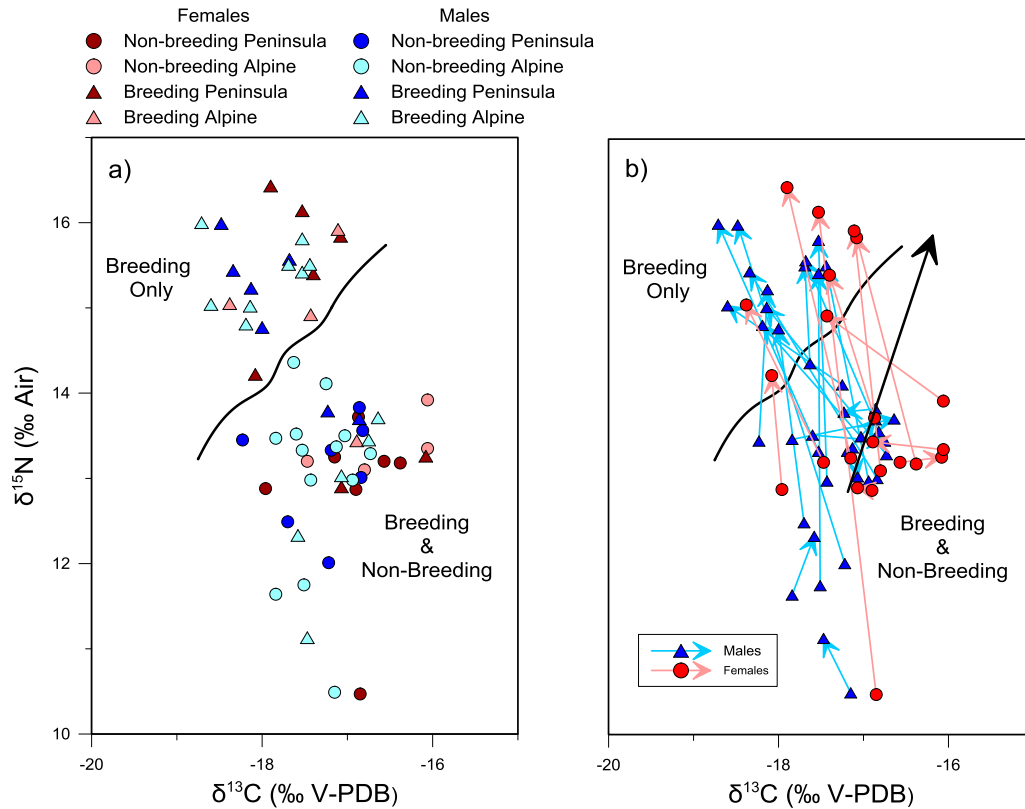 Females Males
Non-breeding Peninsula Non-breeding Peninsula
Non-breeding Alpine Non-breeding Alpine
Breeding Peninsula Breeding Peninsula
Breeding Alpine Breeding Alpine
a)
Breeding
Only
Breeding
&
Non-Breeding
16
14
12
10
δ¹⁵N (‰ Air)
-20 -18 -16
δ¹³C (‰ V-PDB)
b)
Breeding
Only
Breeding
&
Non-Breeding
Males
Females
-20 -18 -16
δ¹³C (‰ V-PDB)